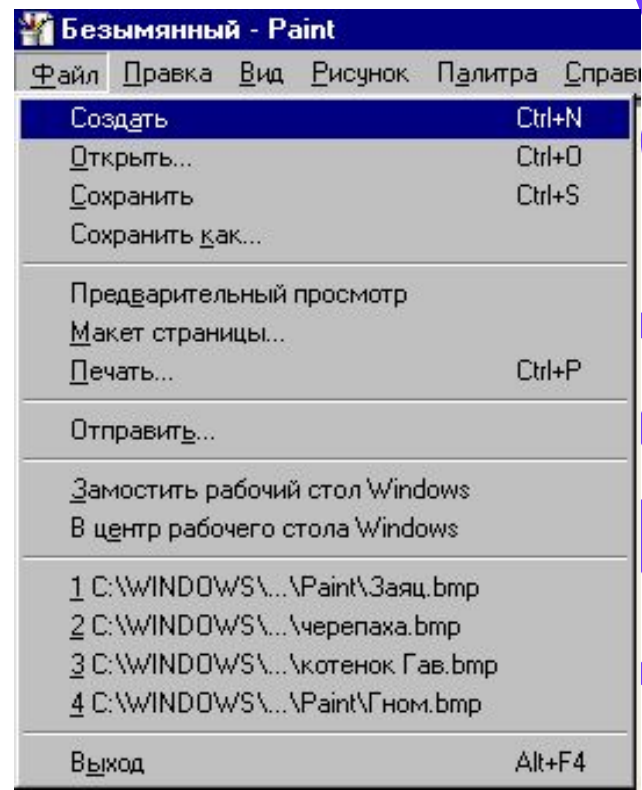 Безымянный - Paint
Файл Правка Вид Рисунок Палитра Справ
Создать Ctrl+N
Открыть... Ctrl+O
Сохранить Ctrl+S
Сохранить как...
Предварительный просмотр
Макет страницы...
Печать... Ctrl+P
Отправить...
Замостить рабочий стол Windows
В центр рабочего стола Windows
1 C:\WINDOWS\...\Paint\Заяц.bmp
2 C:\WINDOWS\...\черепаха.bmp
3 C:\WINDOWS\...\котенок Гав.bmp
4 C:\WINDOWS\...\Paint\Гном.bmp
Выход Alt+F4